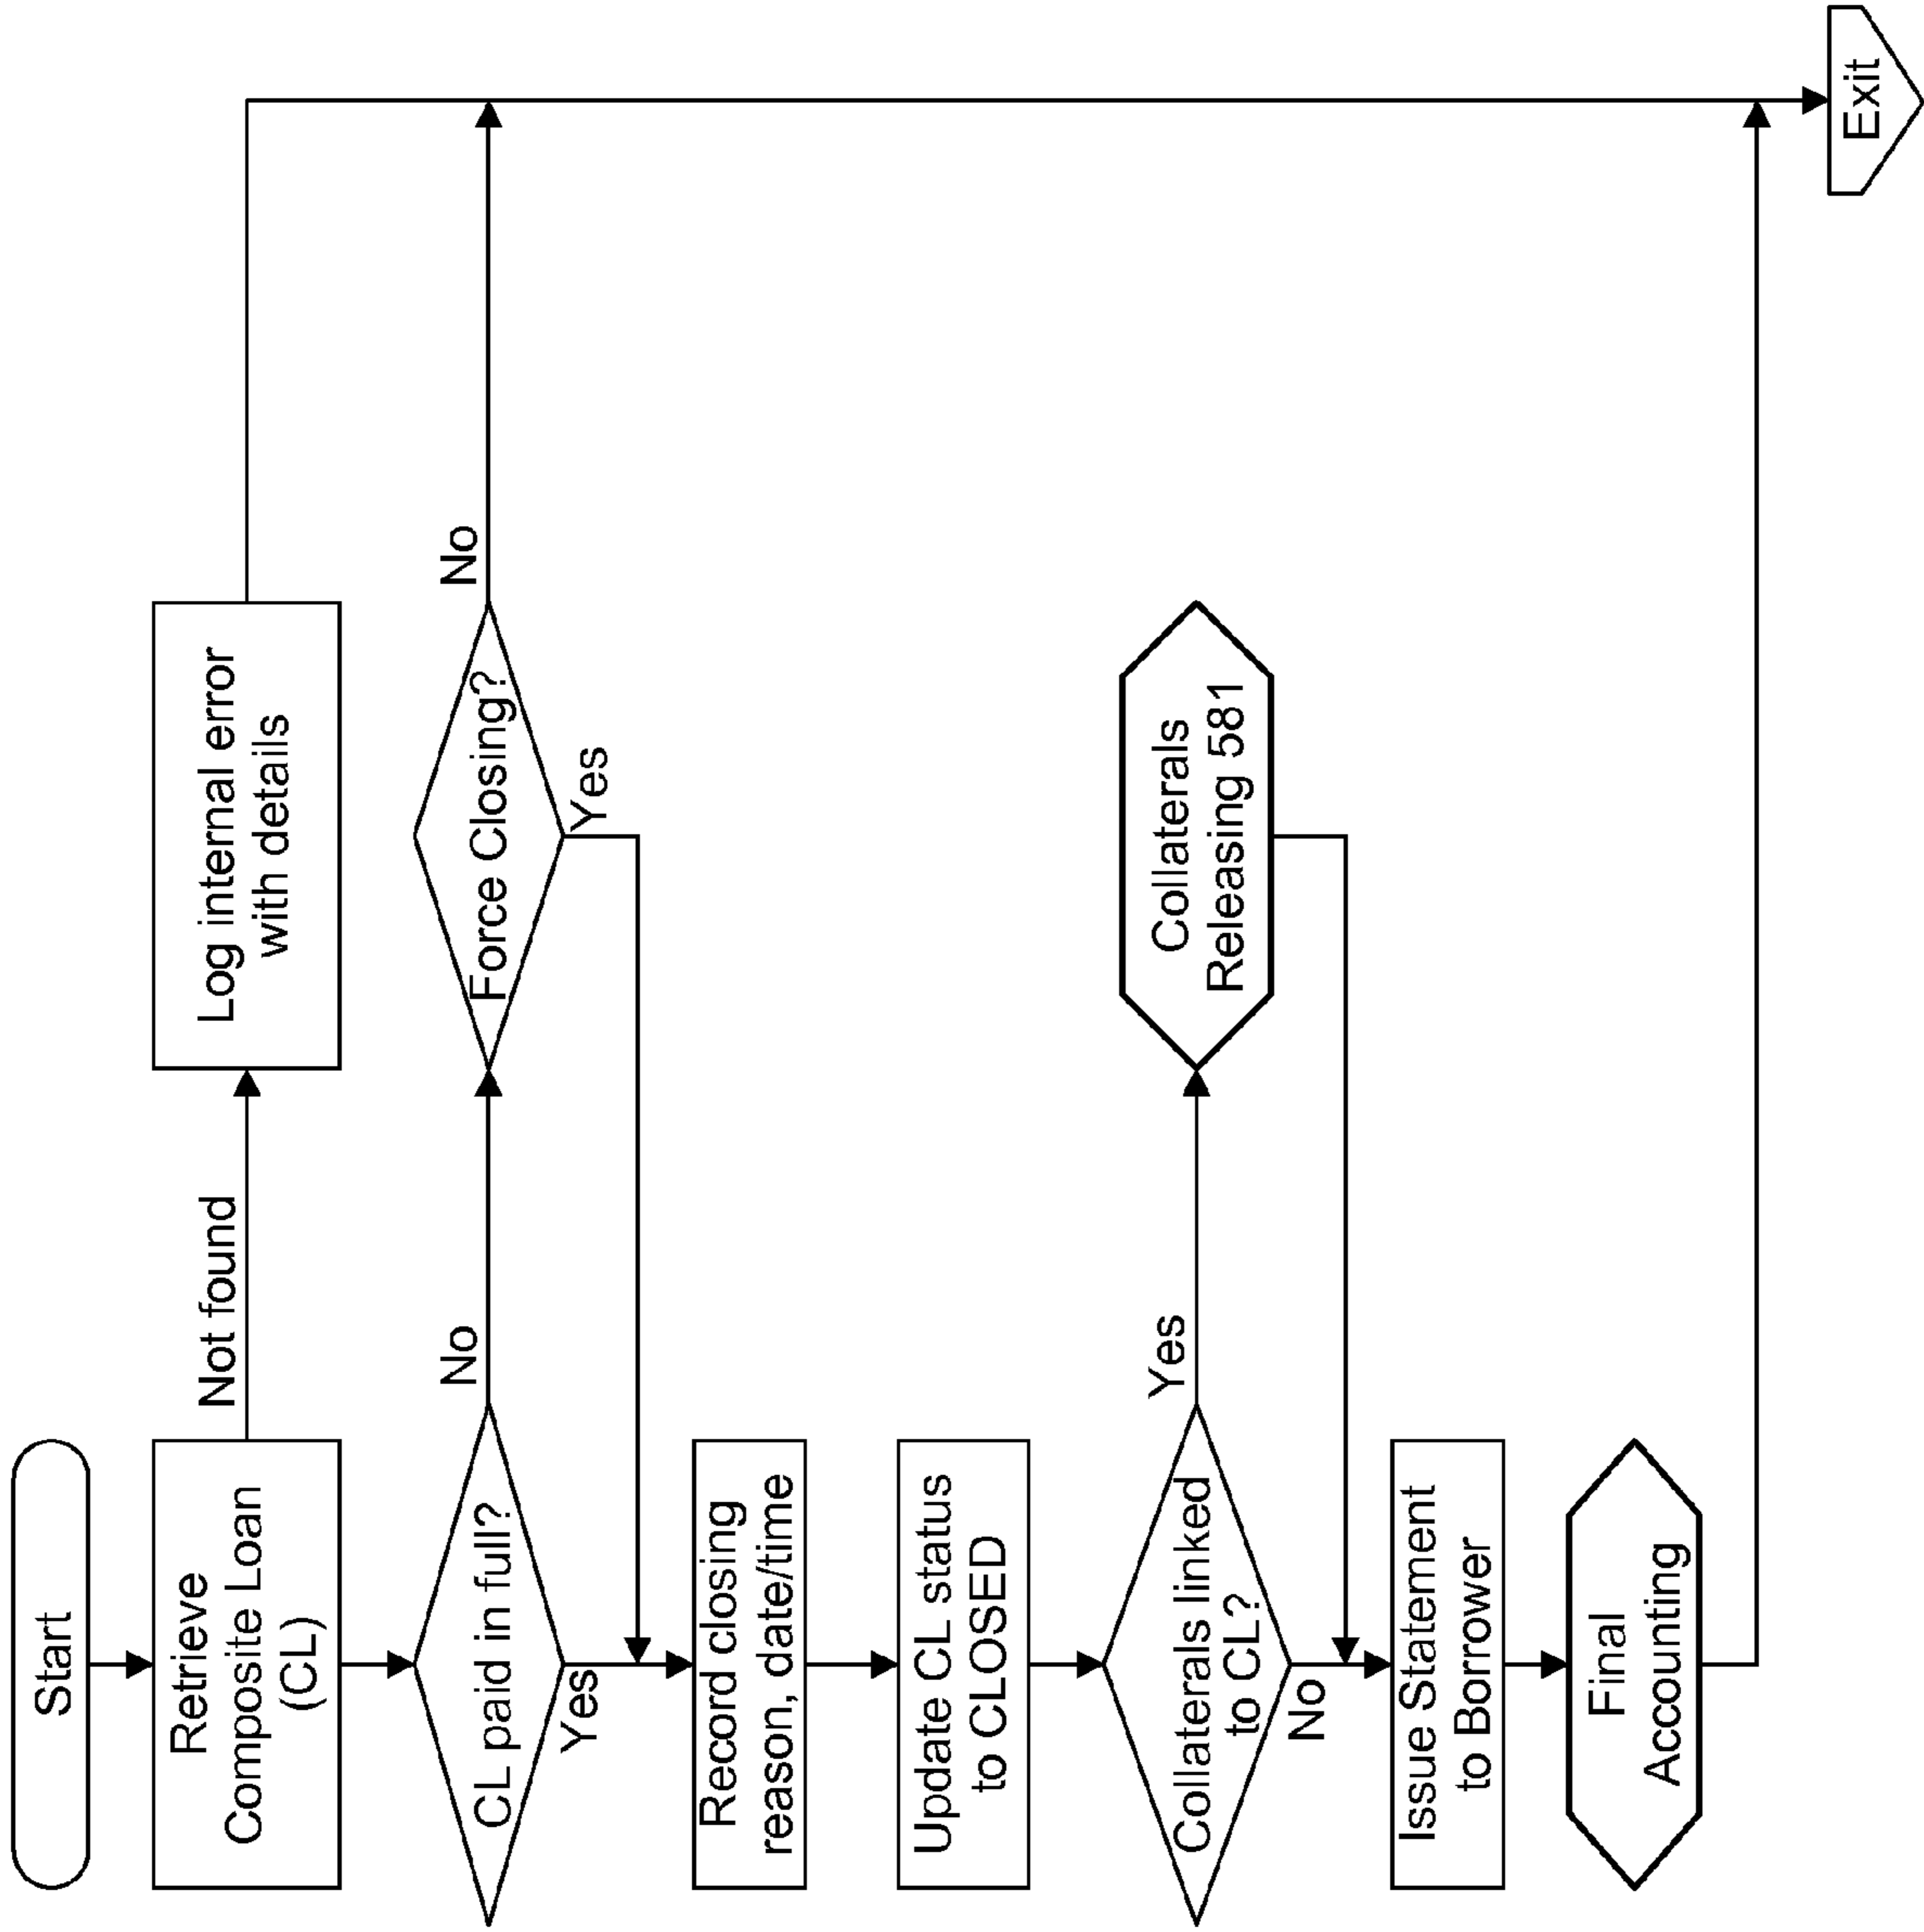 Start
Retrieve
Composite Loan
(CL)
Not found
Log internal error
with details
CL paid in full?
No
Force Closing?
No
Yes
Yes
Record closing
reason, date/time
Update CL status
to CLOSED
Collaterals linked
to CL?
Yes
Collaterals
Releasing 581
No
Issue Statement
to Borrower
Final
Accounting
Exit